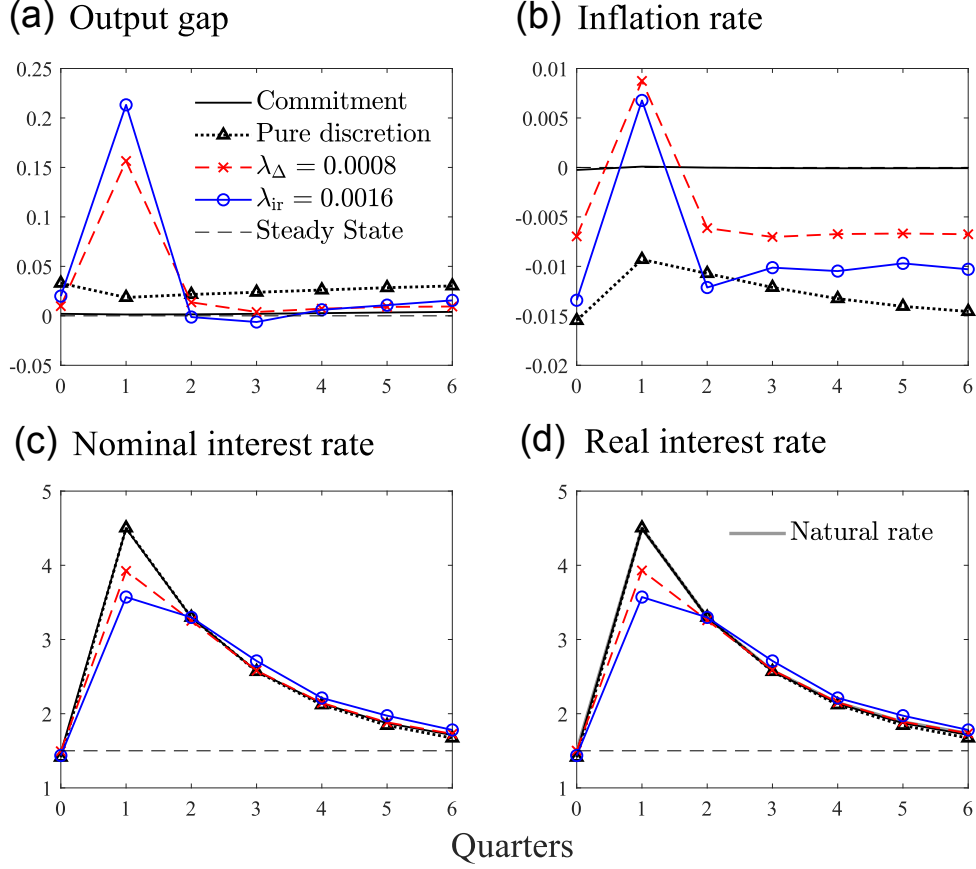 (a) Output gap
0.25
0.2
0.15
0.1
0.05
0
-0.05
0 1 2 3 4 5 6
Commitment
Pure discretion
λΔ = 0.0008
λir = 0.0016
Steady State
(b) Inflation rate
0.01
0.005
0
-0.005
-0.01
-0.015
-0.02
0 1 2 3 4 5 6
(c) Nominal interest rate
5
4
3
2
1
0 1 2 3 4 5 6
(d) Real interest rate
5
4
3
2
1
0 1 2 3 4 5 6
Natural rate
Quarters